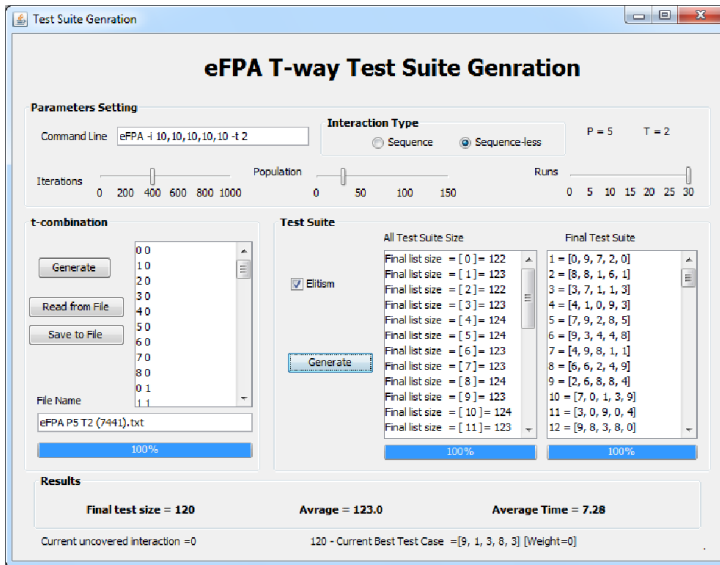 Test Suite Genration
eFPA T-way Test Suite Genration
Parameters Setting
Command Line
eFPA -i 10,10,10,10,10 -t 2
Interaction Type
Sequence
Sequence-less
P = 5
T = 2
Iterations
0 200 400 600 800 1000
Population
0 50 100 150
Runs
0 5 10 15 20 25 30
t-combination
Generate
Read from File
Save to File
0 0
1 0
2 0
3 0
4 0
5 0
6 0
7 0
8 0
0 1
1 1
File Name
eFPA P5 T2 (7441).txt
100%
Test Suite
Elitism
Generate
All Test Suite Size
Final list size = [ 0 ]= 122
Final list size = [ 1 ]= 123
Final list size = [ 2 ]= 122
Final list size = [ 3 ]= 123
Final list size = [ 4 ]= 124
Final list size = [ 5 ]= 124
Final list size = [ 6 ]= 123
Final list size = [ 7 ]= 123
Final list size = [ 8 ]= 124
Final list size = [ 9 ]= 123
Final list size = [ 10 ]= 124
Final list size = [ 11 ]= 123
100%
Final Test Suite
1 = [0, 9, 7, 2, 0]
2 = [8, 8, 1, 6, 1]
3 = [3, 7, 1, 1, 3]
4 = [4, 1, 0, 9, 3]
5 = [7, 9, 2, 8, 5]
6 = [9, 3, 4, 4, 8]
7 = [4, 9, 8, 1, 1]
8 = [6, 6, 2, 4, 9]
9 = [2, 6, 8, 8, 4]
10 = [7, 0, 1, 3, 9]
11 = [3, 0, 9, 0, 4]
12 = [9, 8, 3, 8, 0]
100%
Results
Final test size = 120
Avrage = 123.0
Average Time = 7.28
Current uncovered interaction =0
120 - Current Best Test Case =[9, 1, 3, 8, 3] [Weight=0]